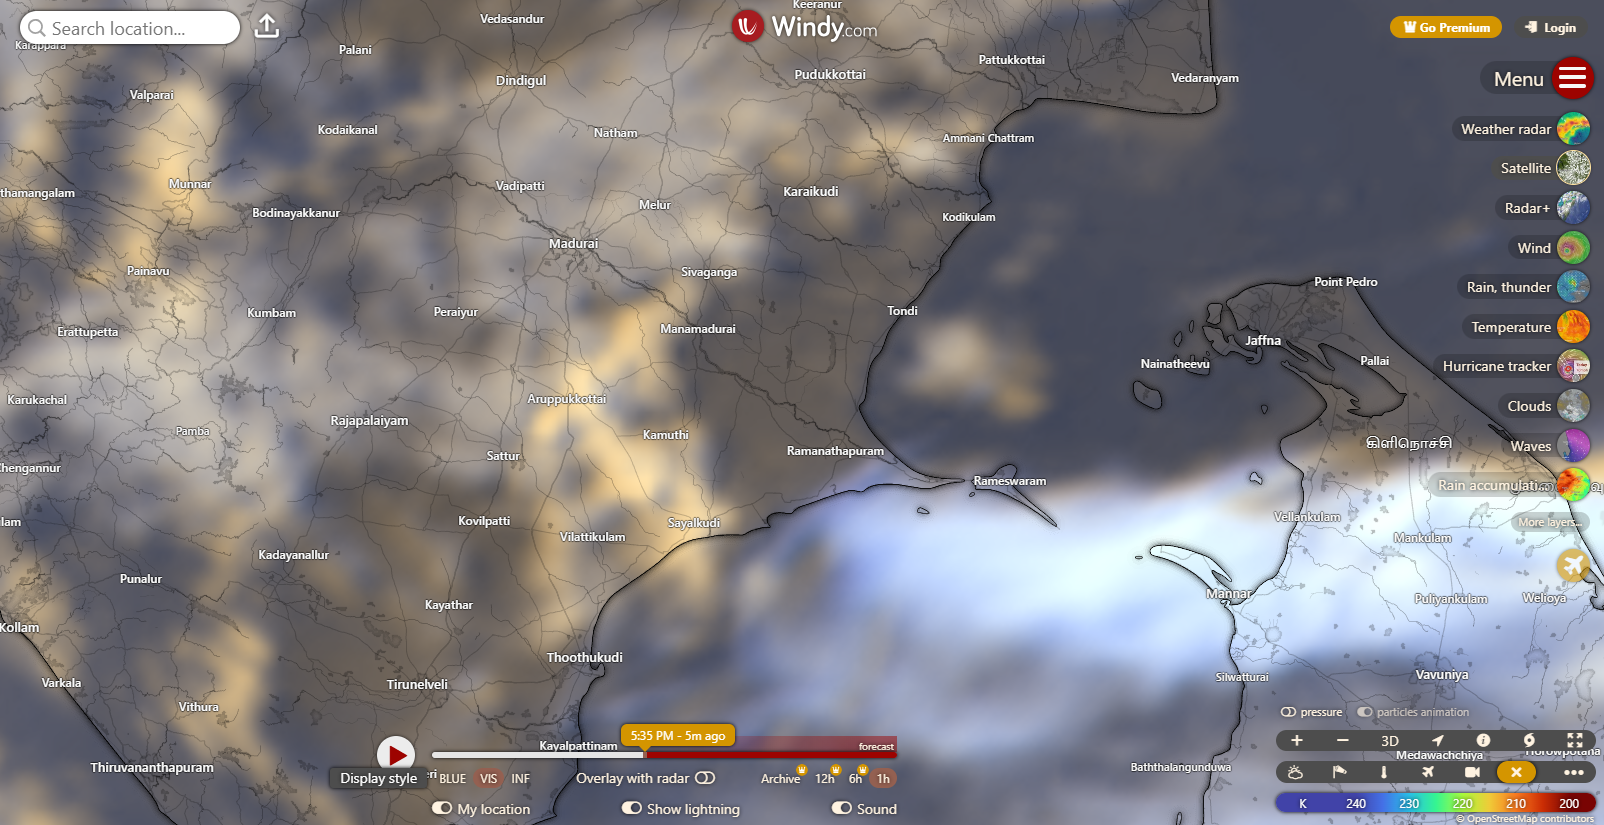 Search location...
Windy.com
Go Premium
Login
Menu
Weather radar
Satellite
Radar+
Wind
Rain, thunder
Temperature
Hurricane tracker
Clouds
Waves
Rain accumulati...
More layers...
Keeranur
Vedasandur
Karappara
Palani
Pattukkottai
Dindigul
Pudukkottai
Vedaranyam
Valparai
Kodaikanal
Natham
Ammani Chattram
Munnar
Vadipatti
Karaikudi
thamangalam
Melur
Bodinayakkanur
Kodikulam
Madurai
Painavu
Sivaganga
Point Pedro
Kumbam
Peraiyur
Tondi
Erattupetta
Manamadurai
Jaffna
Nainatheevu
Pallai
Karukachal
Aruppukkottai
Rajapalaiyam
Pamba
Kamuthi
கிளிநொச்சி
Sattur
Ramanathapuram
Chengannur
Rameswaram
Kovilpatti
Sayalkudi
Vellankulam
Vilattikulam
Mankulam
Kadayanallur
Punalur
Mannar
Puliyankulam
Welioya
Kayathar
Kollam
Thoothukudi
Silwatturai
Vavuniya
Varkala
Tirunelveli
Vithura
Kayalpattinam
Thiruvananthapuram
Baththalangunduwa
Medawachchiya
5:35 PM - 5m ago
forecast
Display style
BLUE
VIS
INF
Overlay with radar
Archive
12h
6h
1h
My location
Show lightning
Sound
pressure
particles animation
3D
K 240 230 220 210 200
© OpenStreetMap contributors